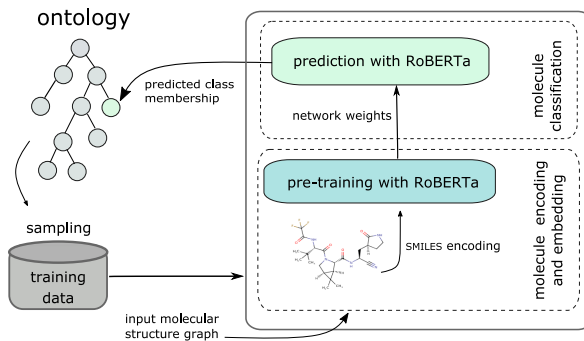 ontology
predicted class
membership
sampling
training
data
input molecular
structure graph
prediction with RoBERTa
network weights
pre-training with RoBERTa
SMILES encoding
molecule
classification
molecule encoding
and embedding